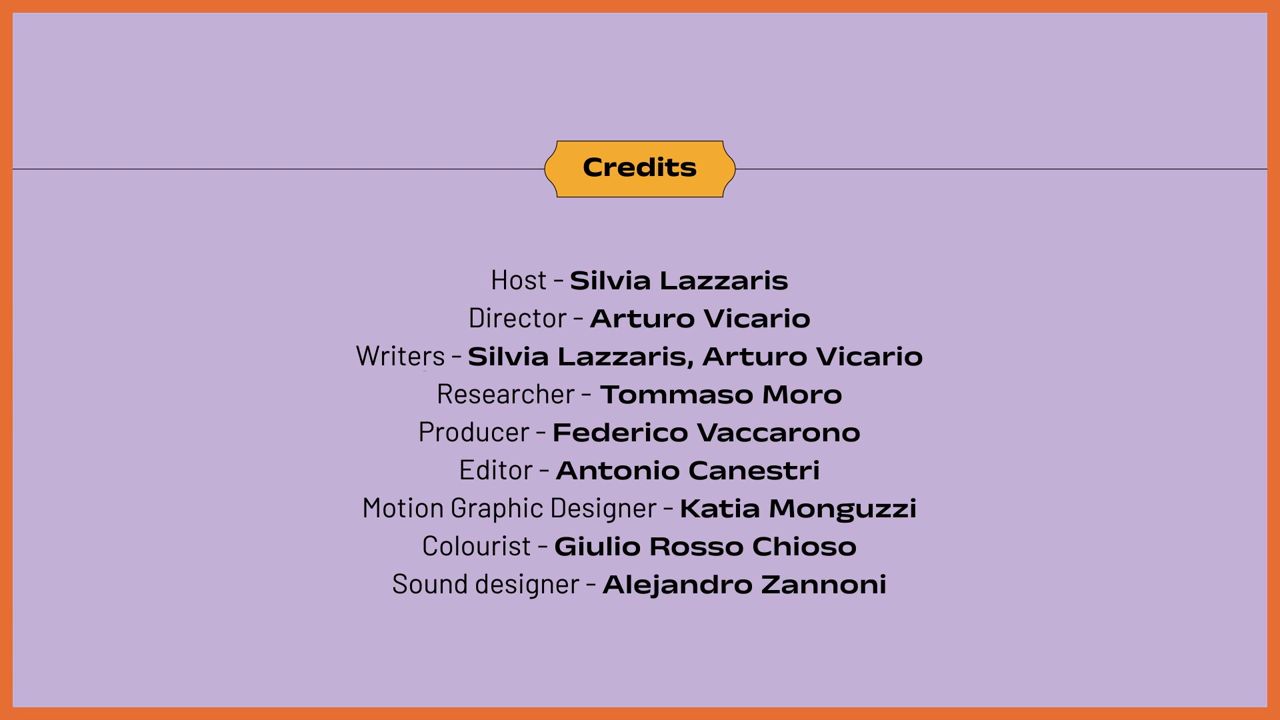 Credits
Host - Silvia Lazzaris
Director - Arturo Vicario
Writers - Silvia Lazzaris, Arturo Vicario
Researcher - Tommaso Moro
Producer - Federico Vaccarono
Editor - Antonio Canestri
Motion Graphic Designer - Katia Monguzzi
Colourist - Giulio Rosso Chioso
Sound designer - Alejandro Zannoni